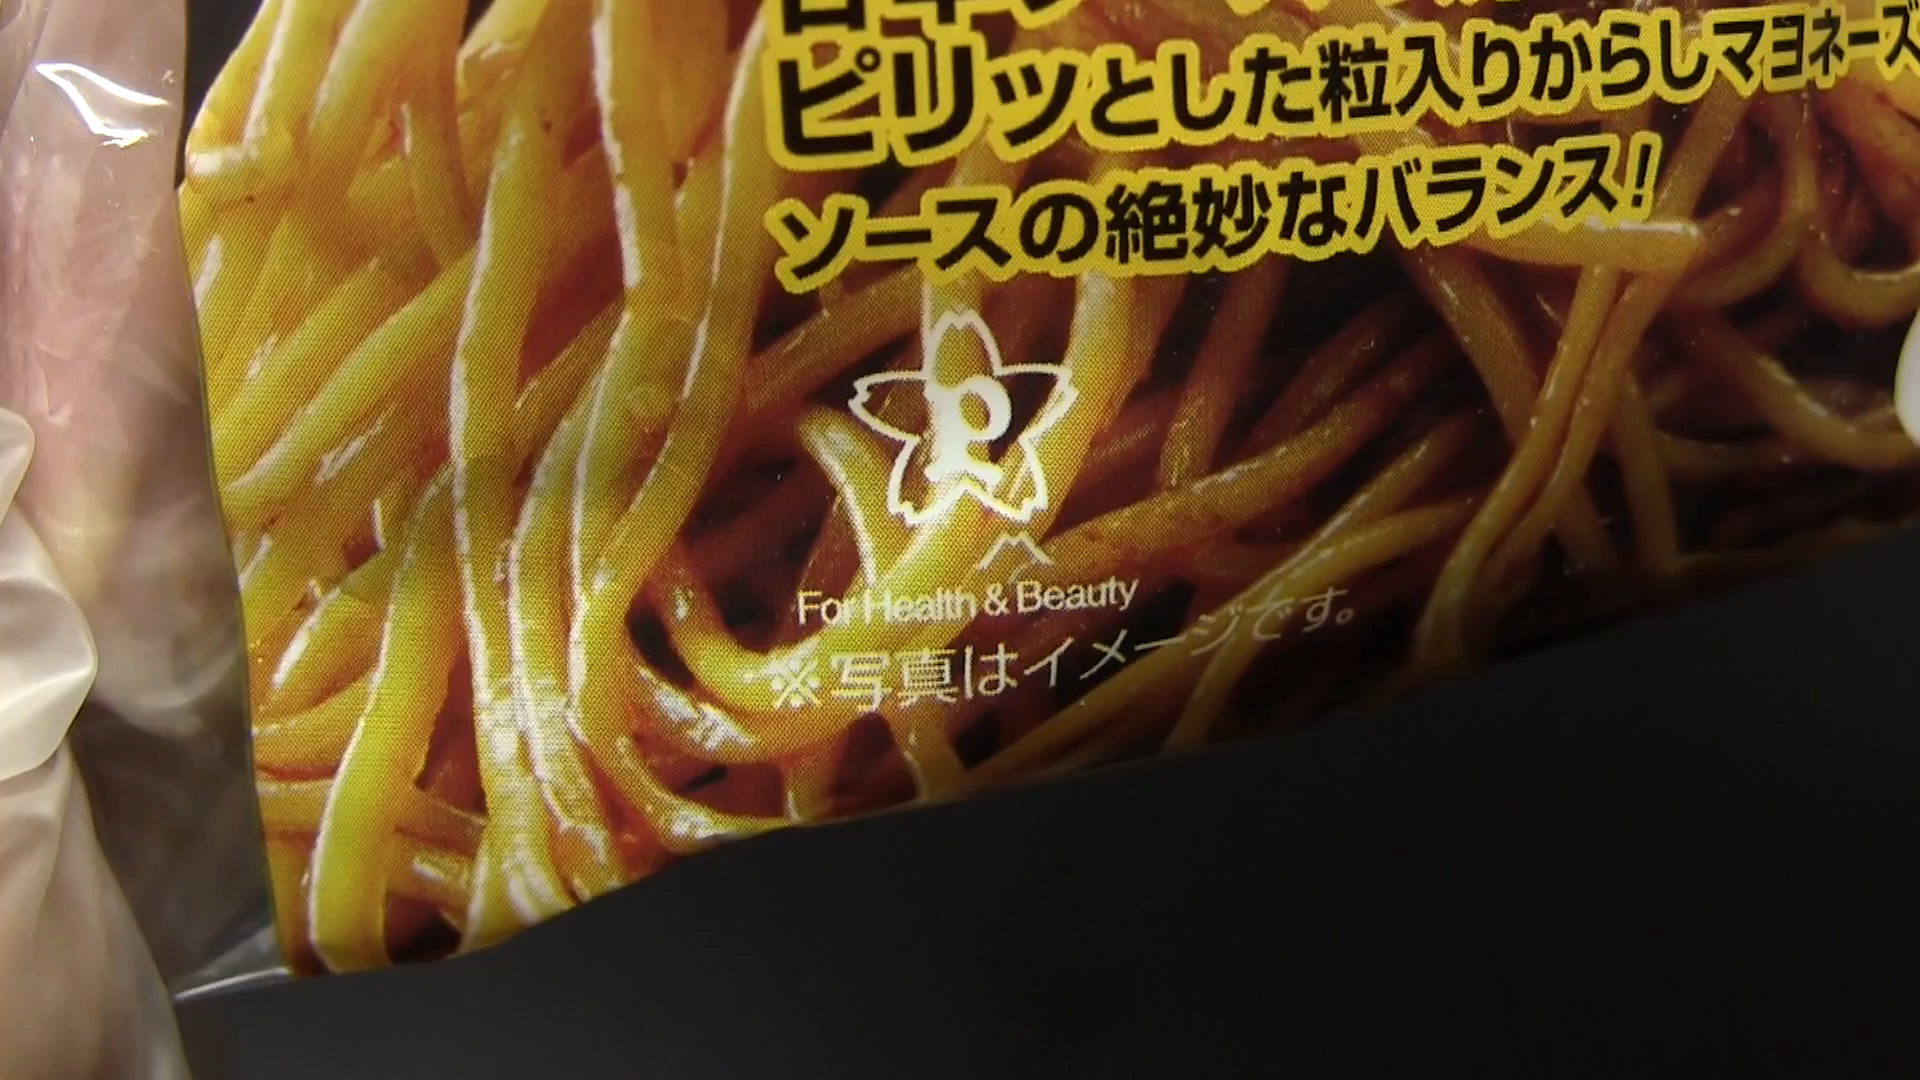 ピリッとした粒入りからしマヨネーズ
ソースの絶妙なバランス!
For Health & Beauty
※写真はイメージです。